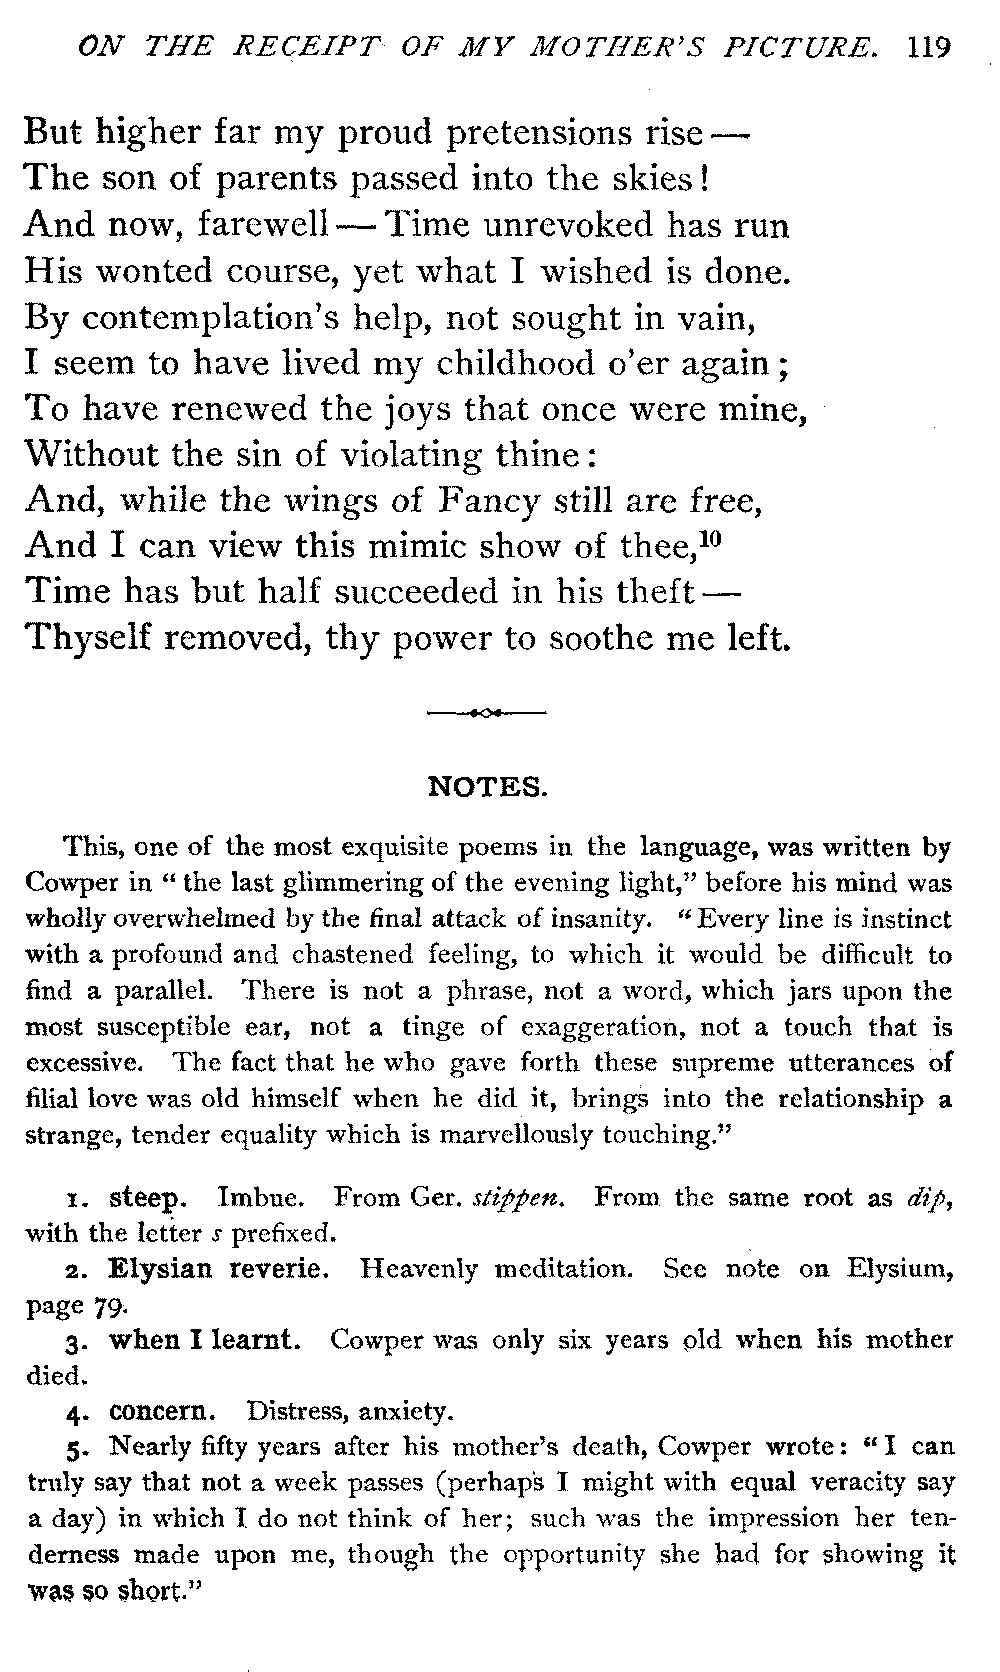 ON THE RECEIPT OF MY MOTHER'S PICTURE. 119
But higher far my proud pretensions rise —
The son of parents passed into the skies!
And now, farewell — Time unrevoked has run
His wonted course, yet what I wished is done.
By contemplation's help, not sought in vain,
I seem to have lived my childhood o'er again;
To have renewed the joys that once were mine,
Without the sin of violating thine:
And, while the wings of Fancy still are free,
And I can view this mimic show of thee,¹⁰
Time has but half succeeded in his theft —
Thyself removed, thy power to soothe me left.
NOTES.
This, one of the most exquisite poems in the language, was written by
Cowper in "the last glimmering of the evening light," before his mind was
wholly overwhelmed by the final attack of insanity. "Every line is instinct
with a profound and chastened feeling, to which it would be difficult to
find a parallel. There is not a phrase, not a word, which jars upon the
most susceptible ear, not a tinge of exaggeration, not a touch that is
excessive. The fact that he who gave forth these supreme utterances of
filial love was old himself when he did it, brings into the relationship a
strange, tender equality which is marvellously touching."
1. steep. Imbue. From Ger. stippen. From the same root as dip,
with the letter s prefixed.
2. Elysian reverie. Heavenly meditation. See note on Elysium,
page 79.
3. when I learnt. Cowper was only six years old when his mother
died.
4. concern. Distress, anxiety.
5. Nearly fifty years after his mother's death, Cowper wrote: "I can
truly say that not a week passes (perhaps I might with equal veracity say
a day) in which I do not think of her; such was the impression her ten-
derness made upon me, though the opportunity she had for showing it
was so short."